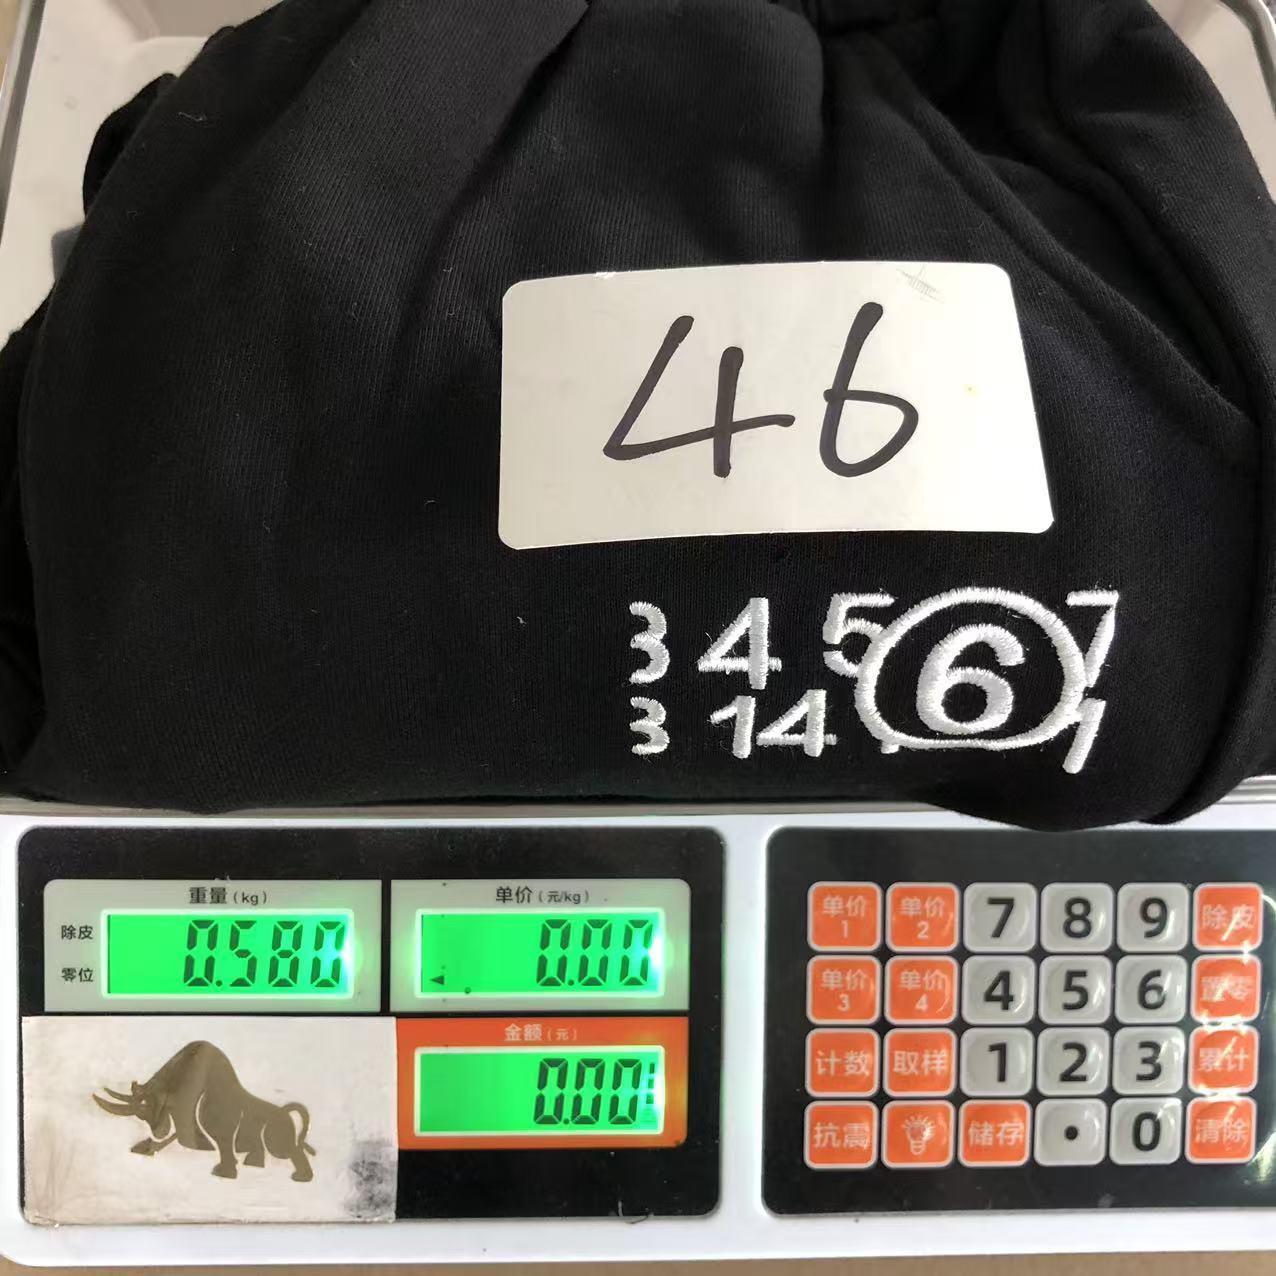 46
3 4 5 6 7
3 14 1
重量(kg)
单价(元/kg)
除皮
零位
0.580
0.00
金额(元)
0.00
单价1 单价2 7 8 9 除皮
单价3 单价4 4 5 6 置零
计数 取样 1 2 3 累计
抗震 储存 · 0 清除